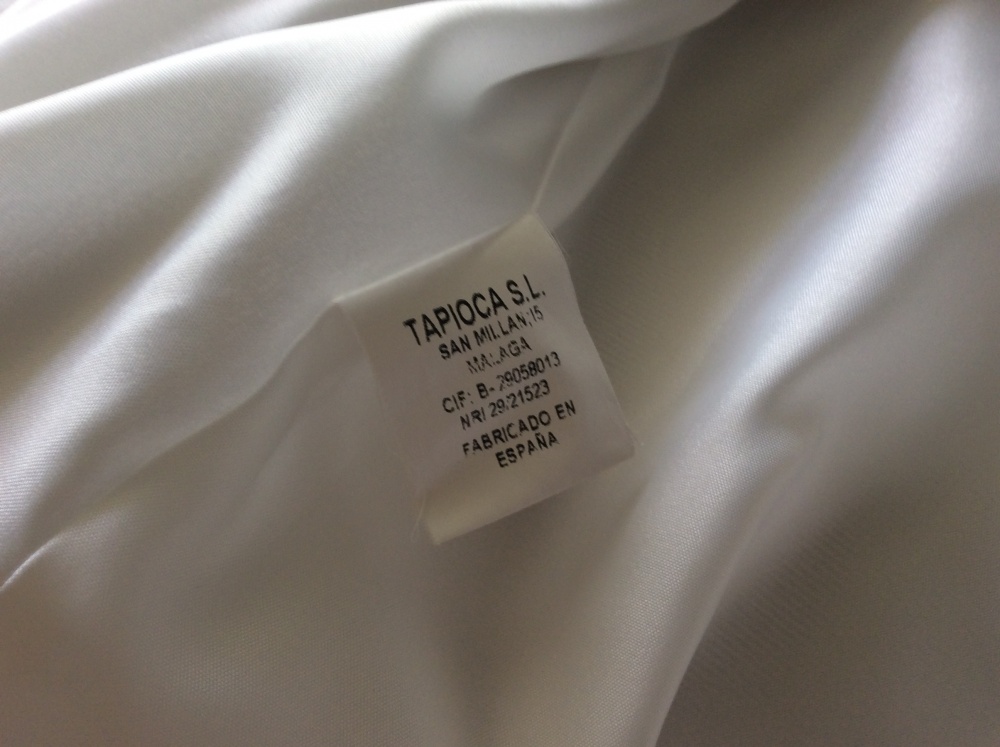 TAPIOCA S.L.
SAN MILLAN,15
MALAGA
CIF: B-29058013
NRI 29/21523
FABRICADO EN
ESPAÑA